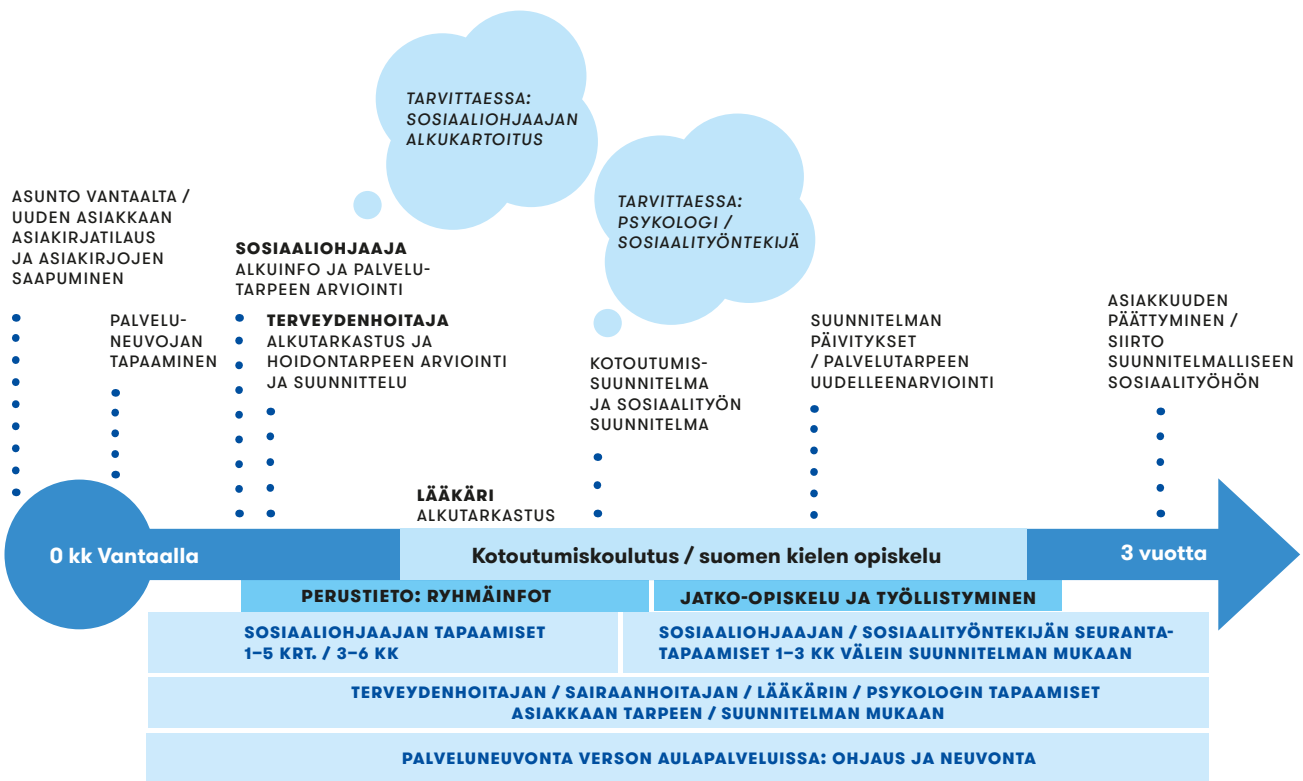 TARVITTAESSA:
SOSIAALIOHJAAJAN
ALKUKARTOITUS
TARVITTAESSA:
PSYKOLOGI /
SOSIAALITYÖNTEKIJÄ
ASUNTO VANTAALTA /
UUDEN ASIAKKAAN
ASIAKIRJATILAUS
JA ASIAKIRJOJEN
SAAPUMINEN
PALVELU-
NEUVOJAN
TAPAAMINEN
SOSIAALIOHJAAJA
ALKUINFO JA PALVELU-
TARPEEN ARVIOINTI
TERVEYDENHOITAJA
ALKUTARKASTUS JA
HOIDONTARPEEN ARVIOINTI
JA SUUNNITTELU
LÄÄKÄRI
ALKUTARKASTUS
KOTOUTUMIS-
SUUNNITELMA
JA SOSIAALITYÖN
SUUNNITELMA
SUUNNITELMAN
PÄIVITYKSET
/ PALVELUTARPEEN
UUDELLEENARVIOINTI
ASIAKKUUDEN
PÄÄTTYMINEN /
SIIRTO
SUUNNITELMALLISEEN
SOSIAALITYÖHÖN
0 kk Vantaalla
Kotoutumiskoulutus / suomen kielen opiskelu
3 vuotta
PERUSTIETO: RYHMÄINFOT
JATKO-OPISKELU JA TYÖLLISTYMINEN
SOSIAALIOHJAAJAN TAPAAMISET
1–5 KRT. / 3–6 KK
SOSIAALIOHJAAJAN / SOSIAALITYÖNTEKIJÄN SEURANTA-
TAPAAMISET 1–3 KK VÄLEIN SUUNNITELMAN MUKAAN
TERVEYDENHOITAJAN / SAIRAANHOITAJAN / LÄÄKÄRIN / PSYKOLOGIN TAPAAMISET
ASIAKKAAN TARPEEN / SUUNNITELMAN MUKAAN
PALVELUNEUVONTA VERSON AULAPALVELUISSA: OHJAUS JA NEUVONTA